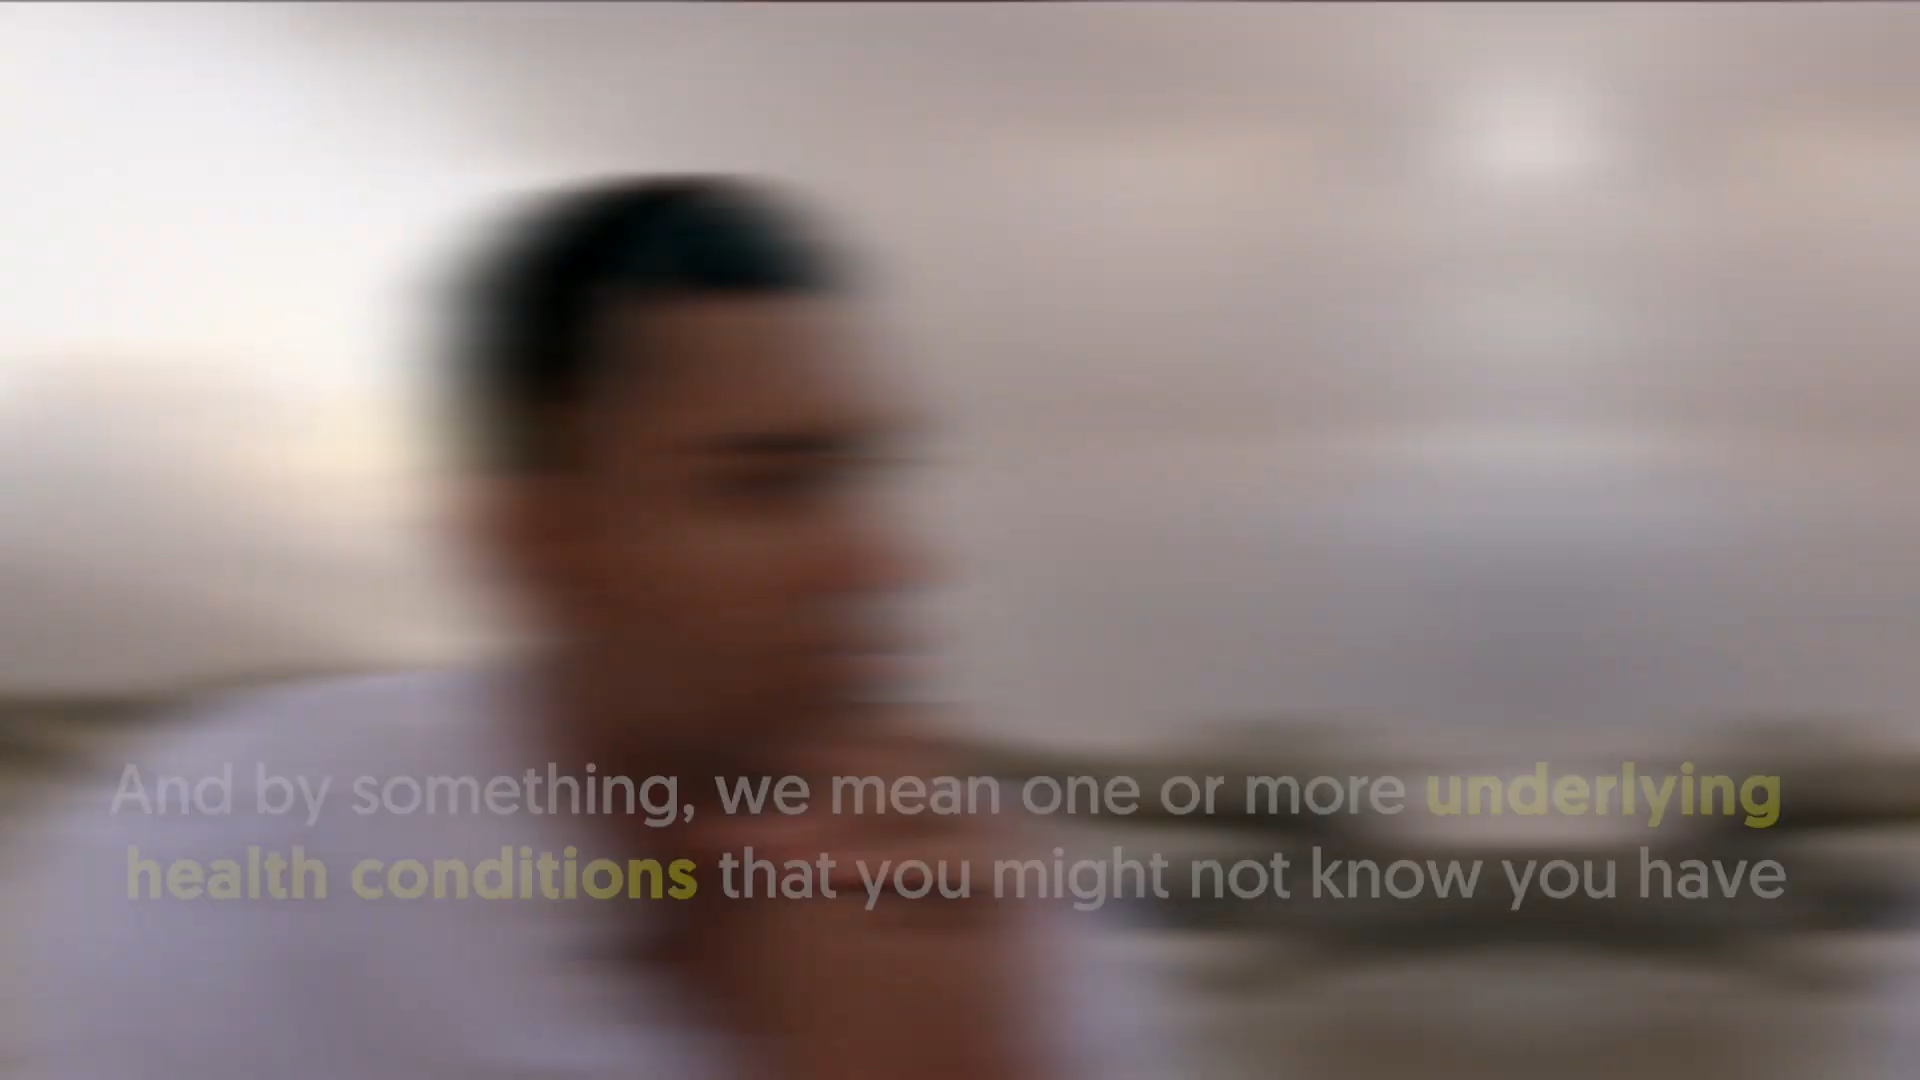 And by something, we mean one or more underlying
health conditions that you might not know you have